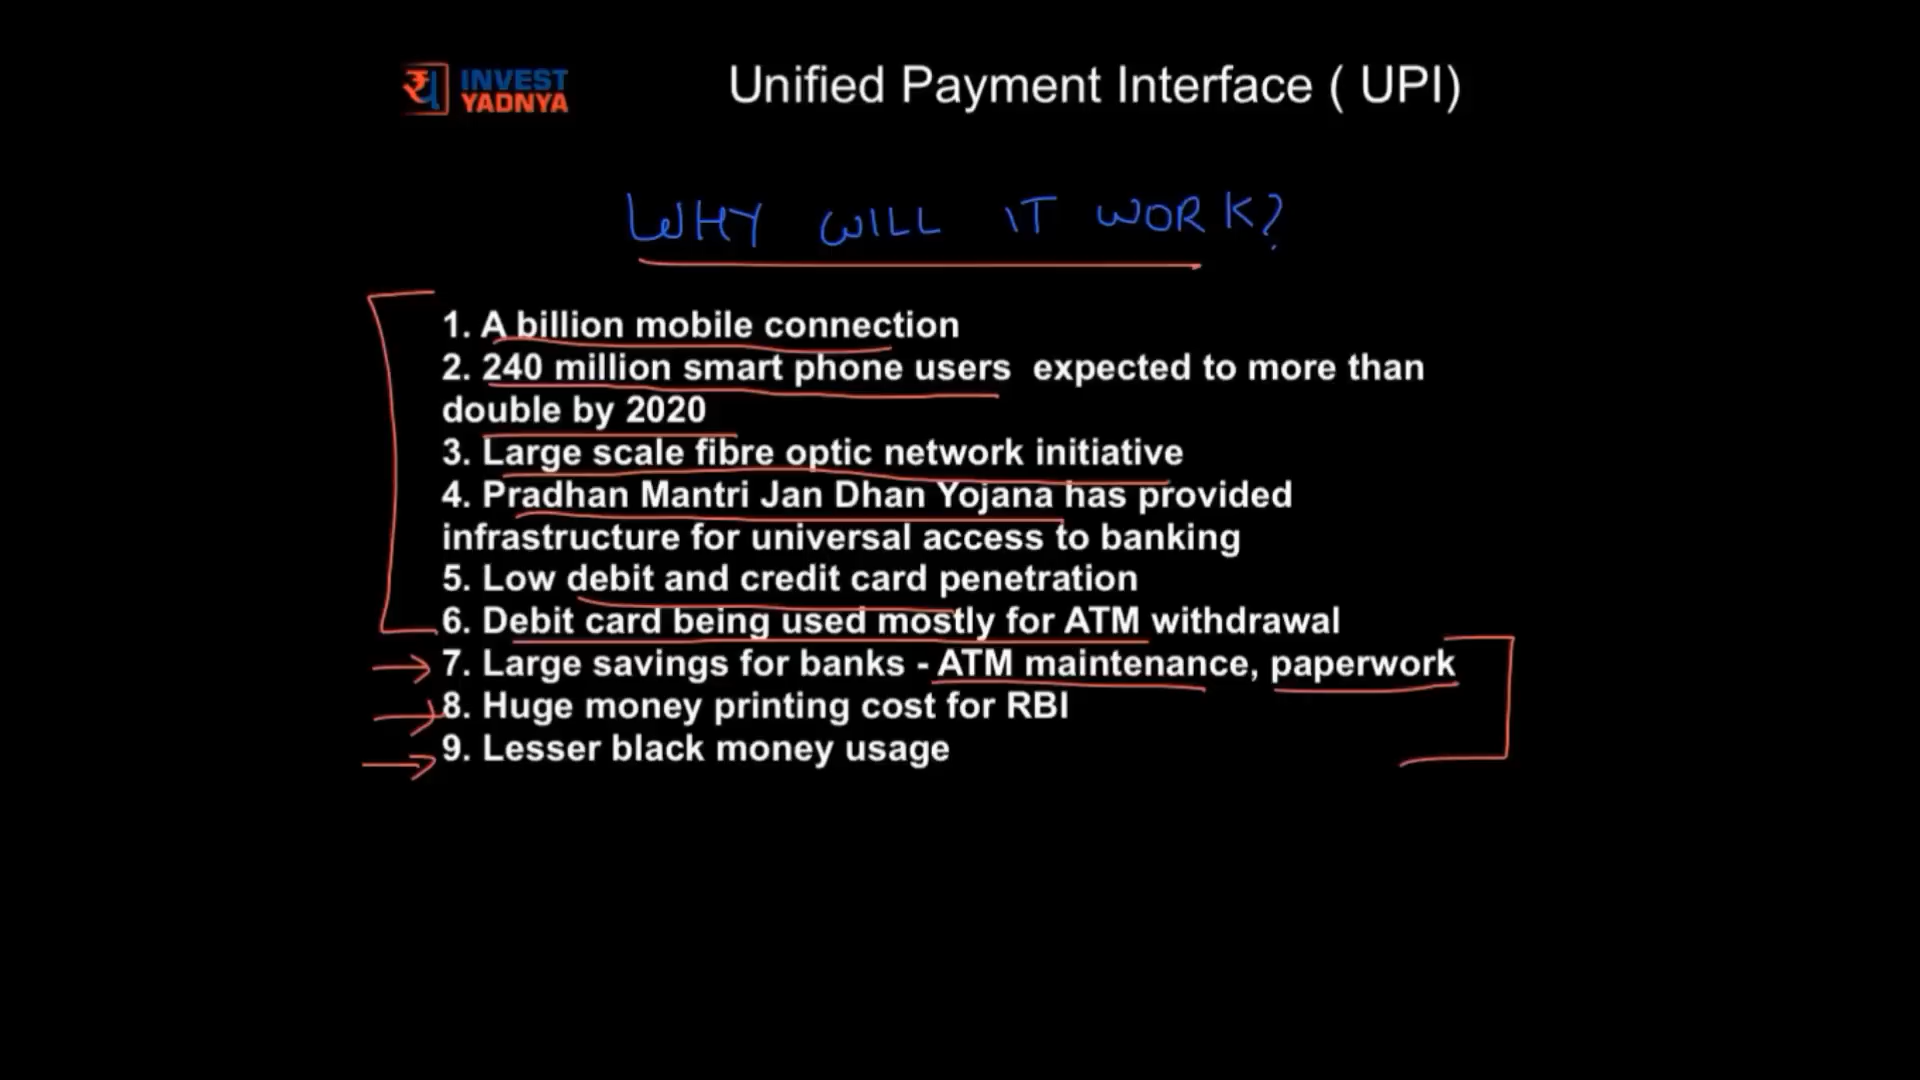 INVEST
YADNYA
Unified Payment Interface ( UPI)
WHY WILL IT WORK?
1. A billion mobile connection
2. 240 million smart phone users expected to more than
double by 2020
3. Large scale fibre optic network initiative
4. Pradhan Mantri Jan Dhan Yojana has provided
infrastructure for universal access to banking
5. Low debit and credit card penetration
6. Debit card being used mostly for ATM withdrawal
7. Large savings for banks - ATM maintenance, paperwork
8. Huge money printing cost for RBI
9. Lesser black money usage